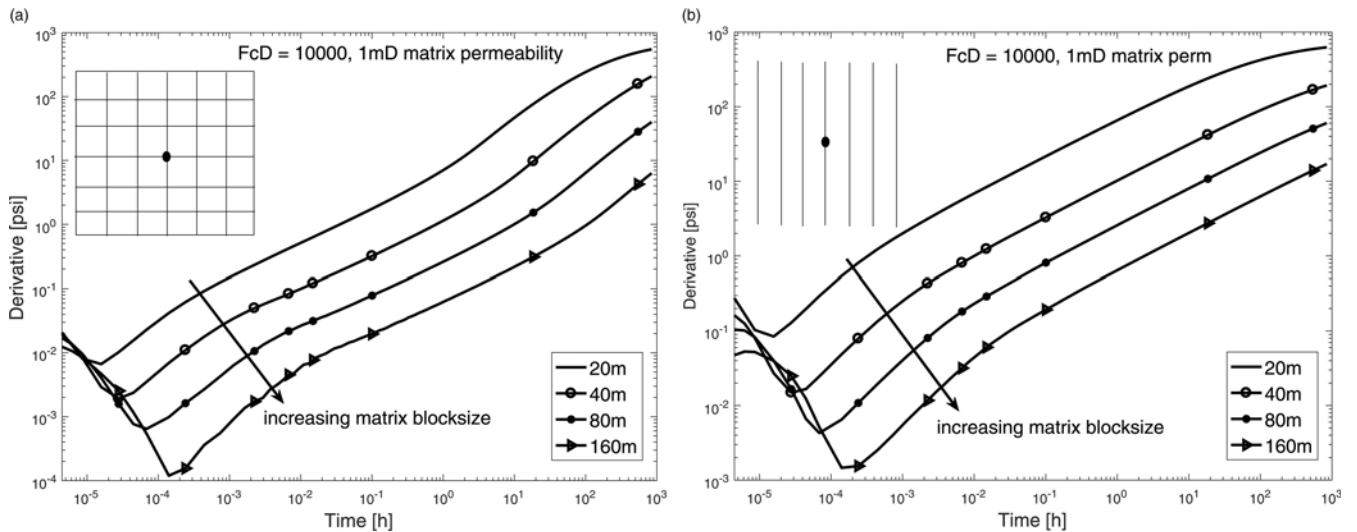 (a)
FcD = 10000, 1mD matrix permeability
10^3
10^2
10^1
10^0
10^-1
10^-2
10^-3
10^-4
Derivative [psi]
increasing matrix blocksize
20m
40m
80m
160m
10^-5 10^-4 10^-3 10^-2 10^-1 10^0 10^1 10^2 10^3
Time [h]
(b)
FcD = 10000, 1mD matrix perm
10^3
10^2
10^1
10^0
10^-1
10^-2
10^-3
Derivative [psi]
increasing matrix blocksize
20m
40m
80m
160m
10^-5 10^-4 10^-3 10^-2 10^-1 10^0 10^1 10^2 10^3
Time [h]